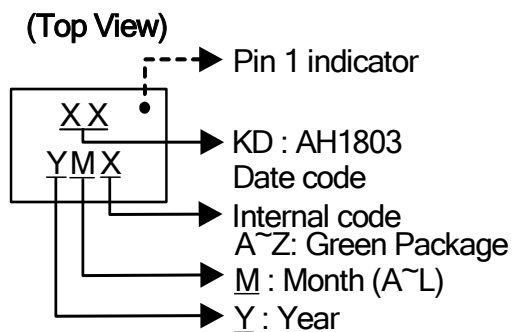 (Top View)
Pin 1 indicator
XX
KD : AH1803
YMX
Date code
Internal code
A~Z: Green Package
M : Month (A~L)
Y : Year